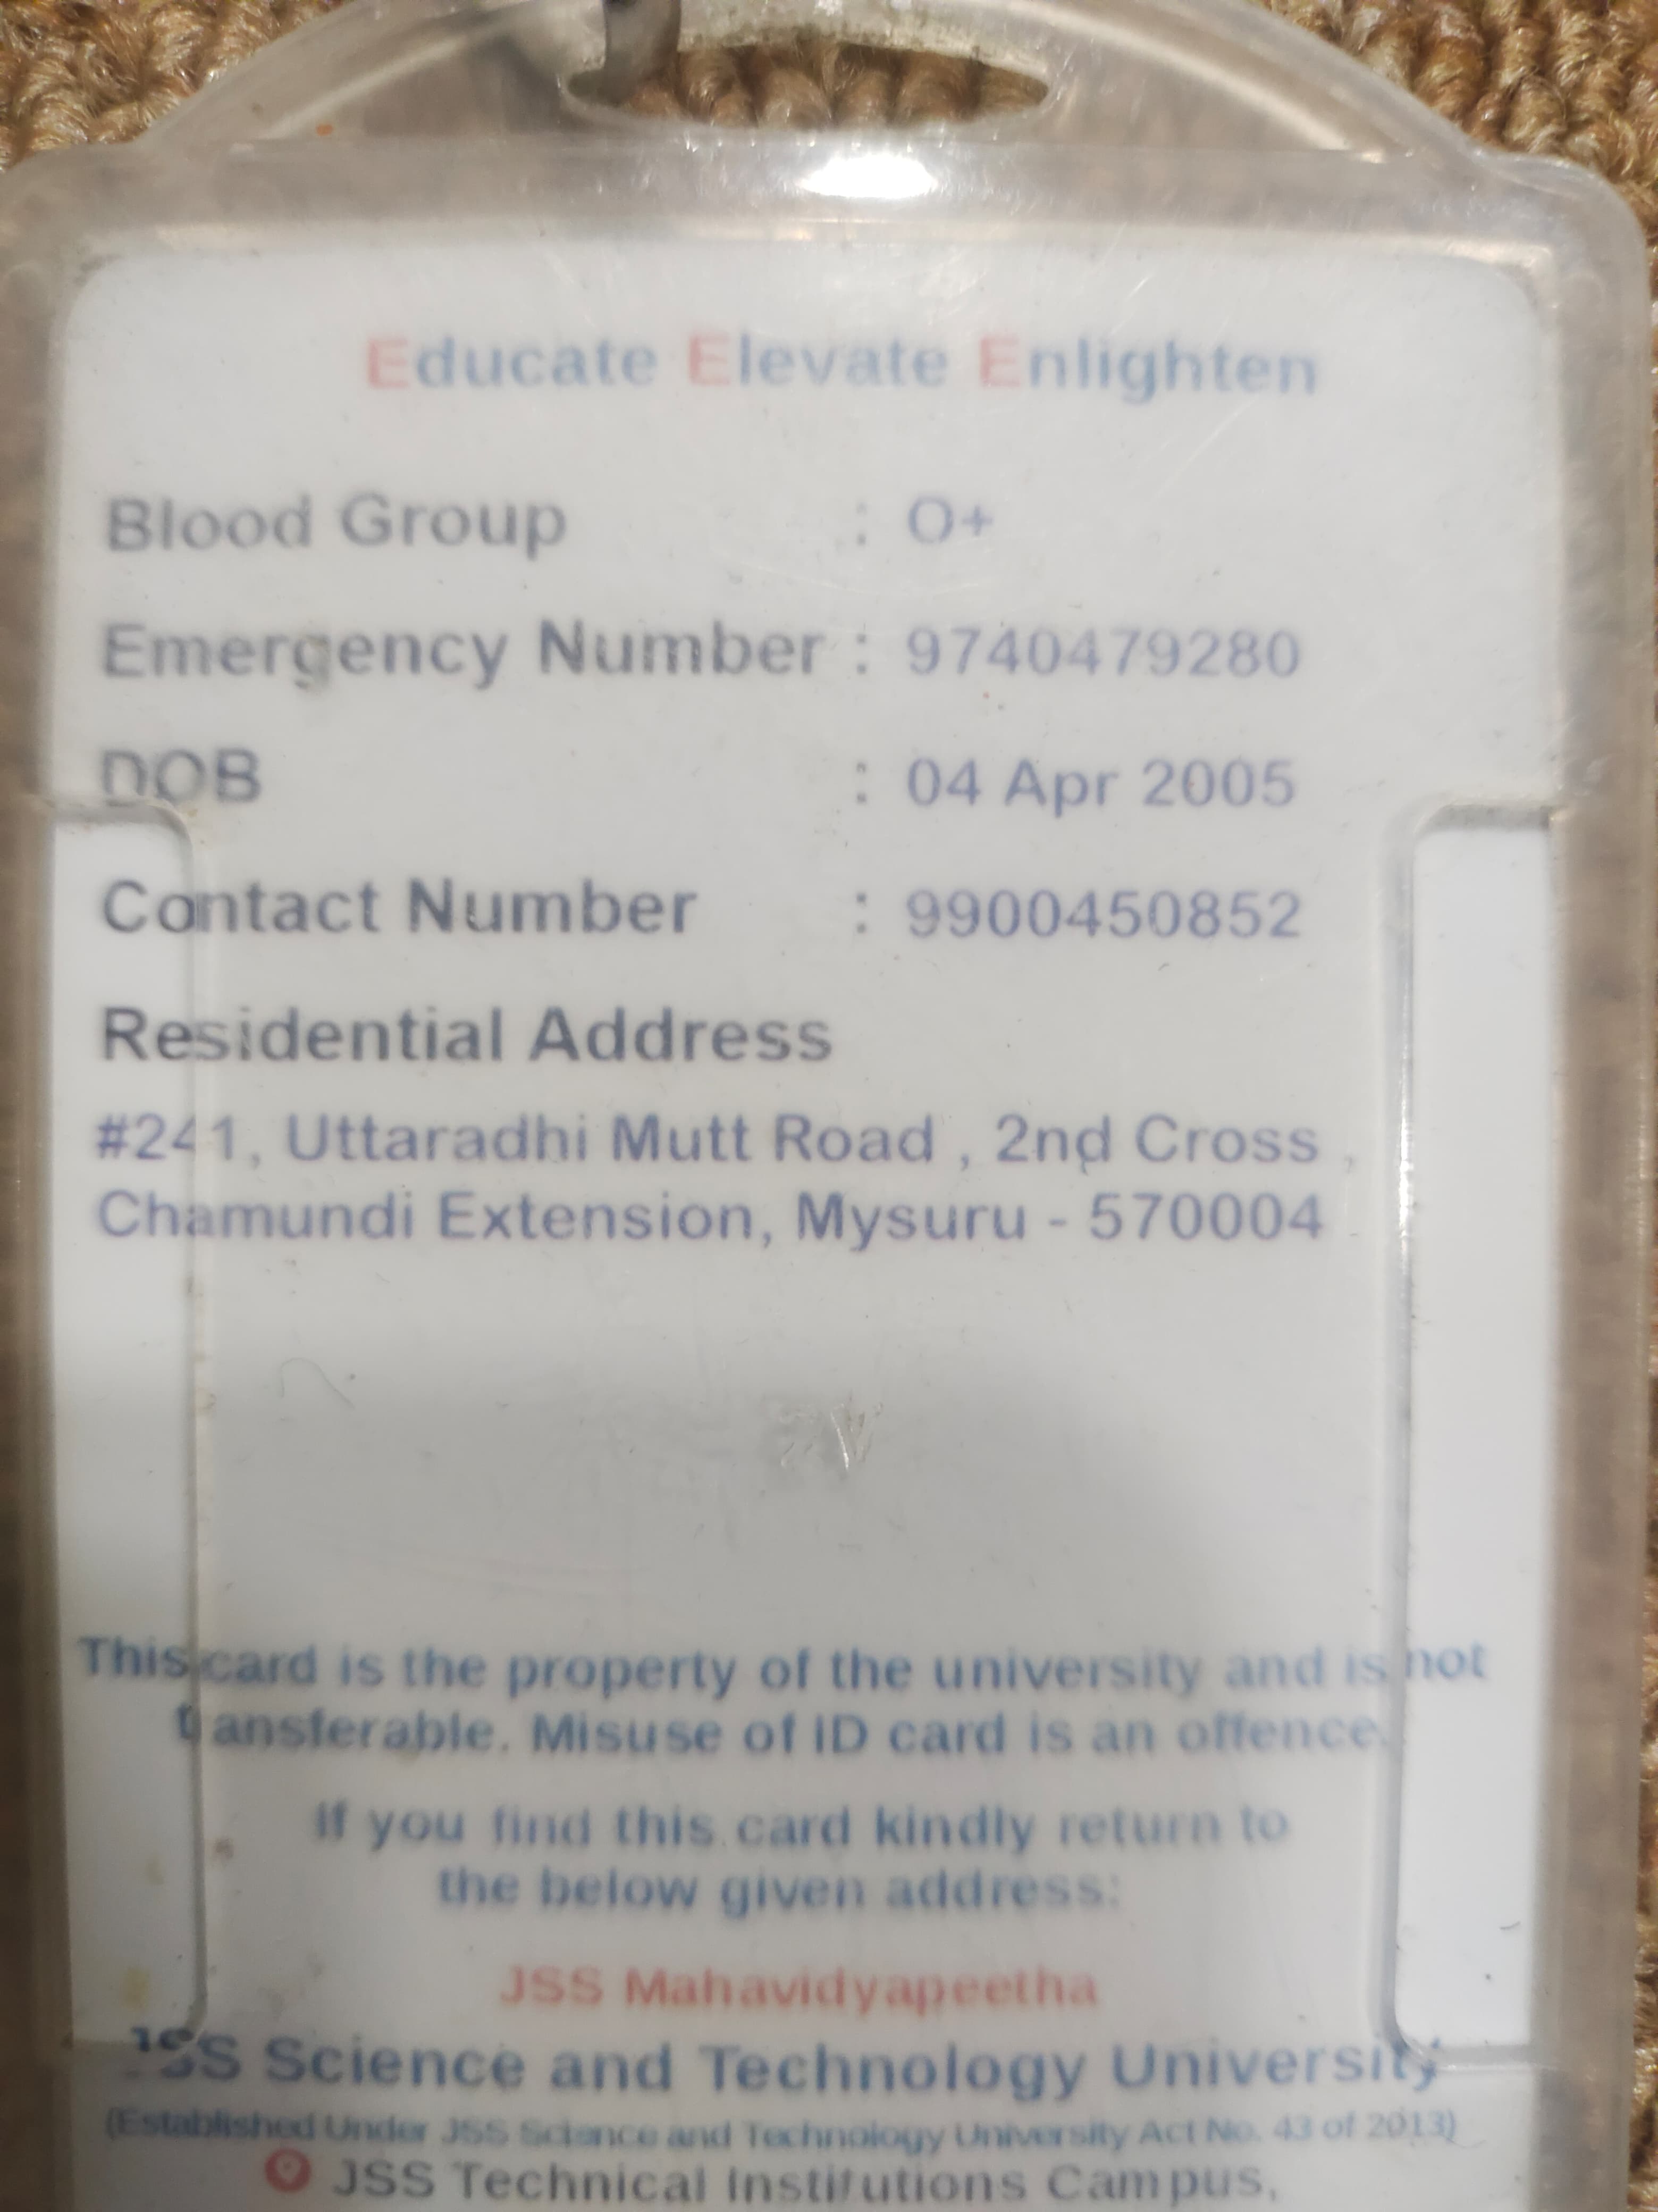 Educate Elevate Enlighten
Blood Group : O+
Emergency Number : 9740479280
DOB : 04 Apr 2005
Contact Number : 9900450852
Residential Address
#241, Uttaradhi Mutt Road , 2nd Cross ,
Chamundi Extension, Mysuru - 570004
This card is the property of the university and is not
transferable. Misuse of ID card is an offence.
If you find this card kindly return to
the below given address:
JSS Mahavidyapeetha
JSS Science and Technology University
(Established Under JSS Science and Technology University Act No. 43 of 2013)
JSS Technical Institutions Campus,